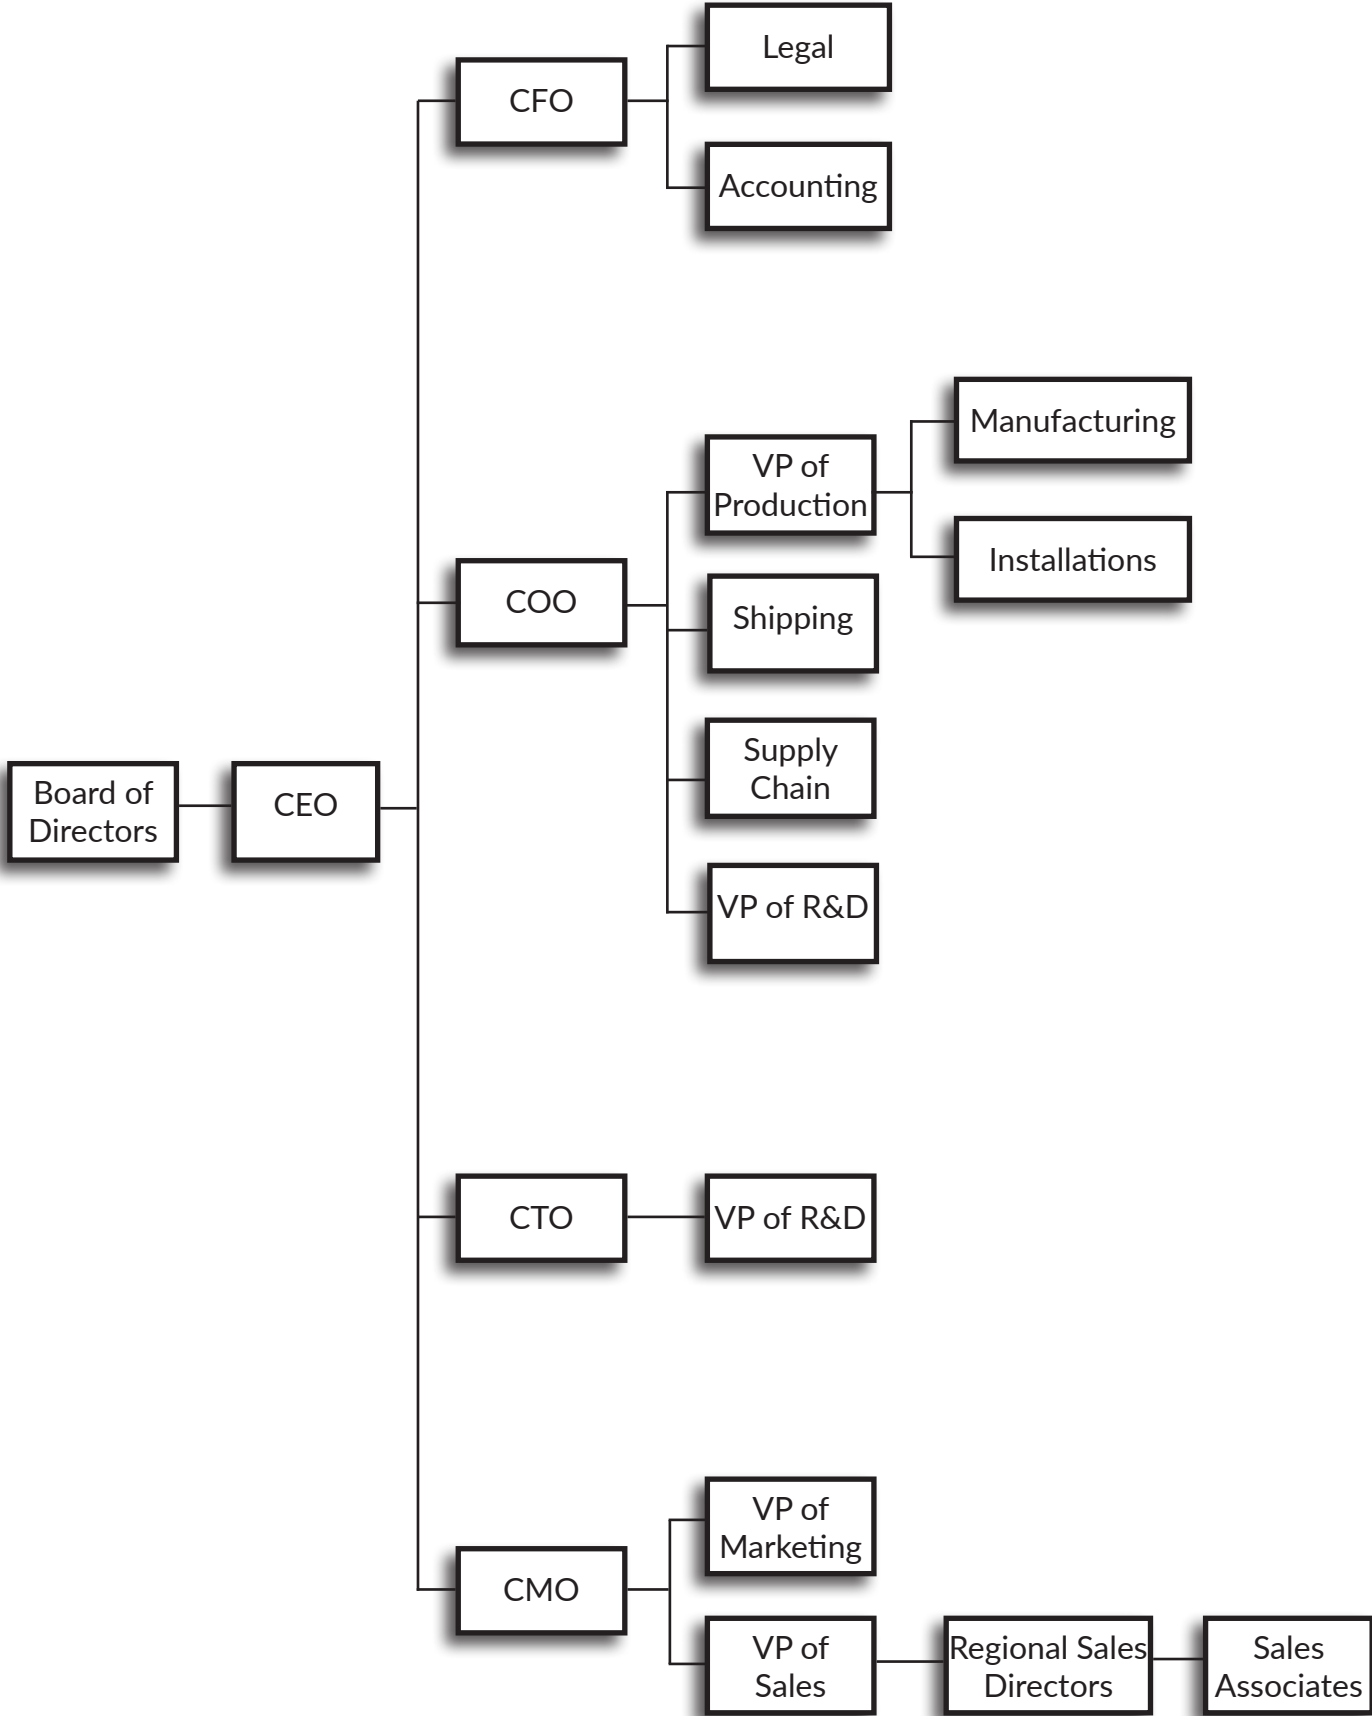 Legal
CFO
Accounting
Manufacturing
VP of
Production
Installations
COO
Shipping
Supply
Chain
Board of
Directors
CEO
VP of R&D
CTO
VP of R&D
VP of
Marketing
CMO
VP of
Sales
Regional Sales
Directors
Sales
Associates